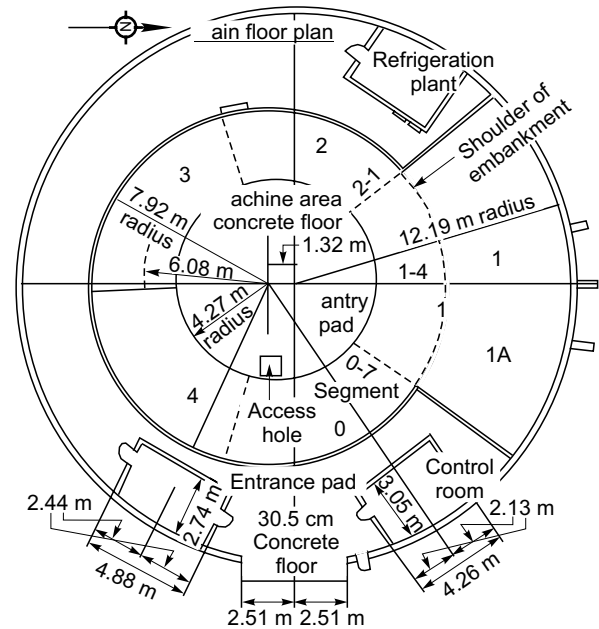 N
ain floor plan
Refrigeration
plant
Shoulder of
embankment
2
3
2-1
7.92 m
radius
achine area
concrete floor
12.19 m radius
1.32 m
6.08 m
1-4
1
4.27 m
radius
antry
pad
1
1A
0-7
Segment
4
Access
hole
0
Entrance pad
Control
room
2.44 m
2.74 m
3.05 m
2.13 m
30.5 cm
Concrete
floor
4.88 m
4.26 m
2.51 m
2.51 m